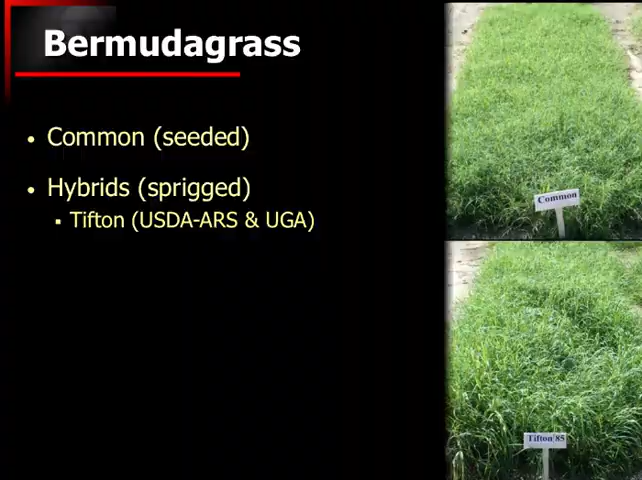 Bermudagrass
• Common (seeded)
• Hybrids (sprigged)
▪ Tifton (USDA-ARS & UGA)
Common
Tifton 85